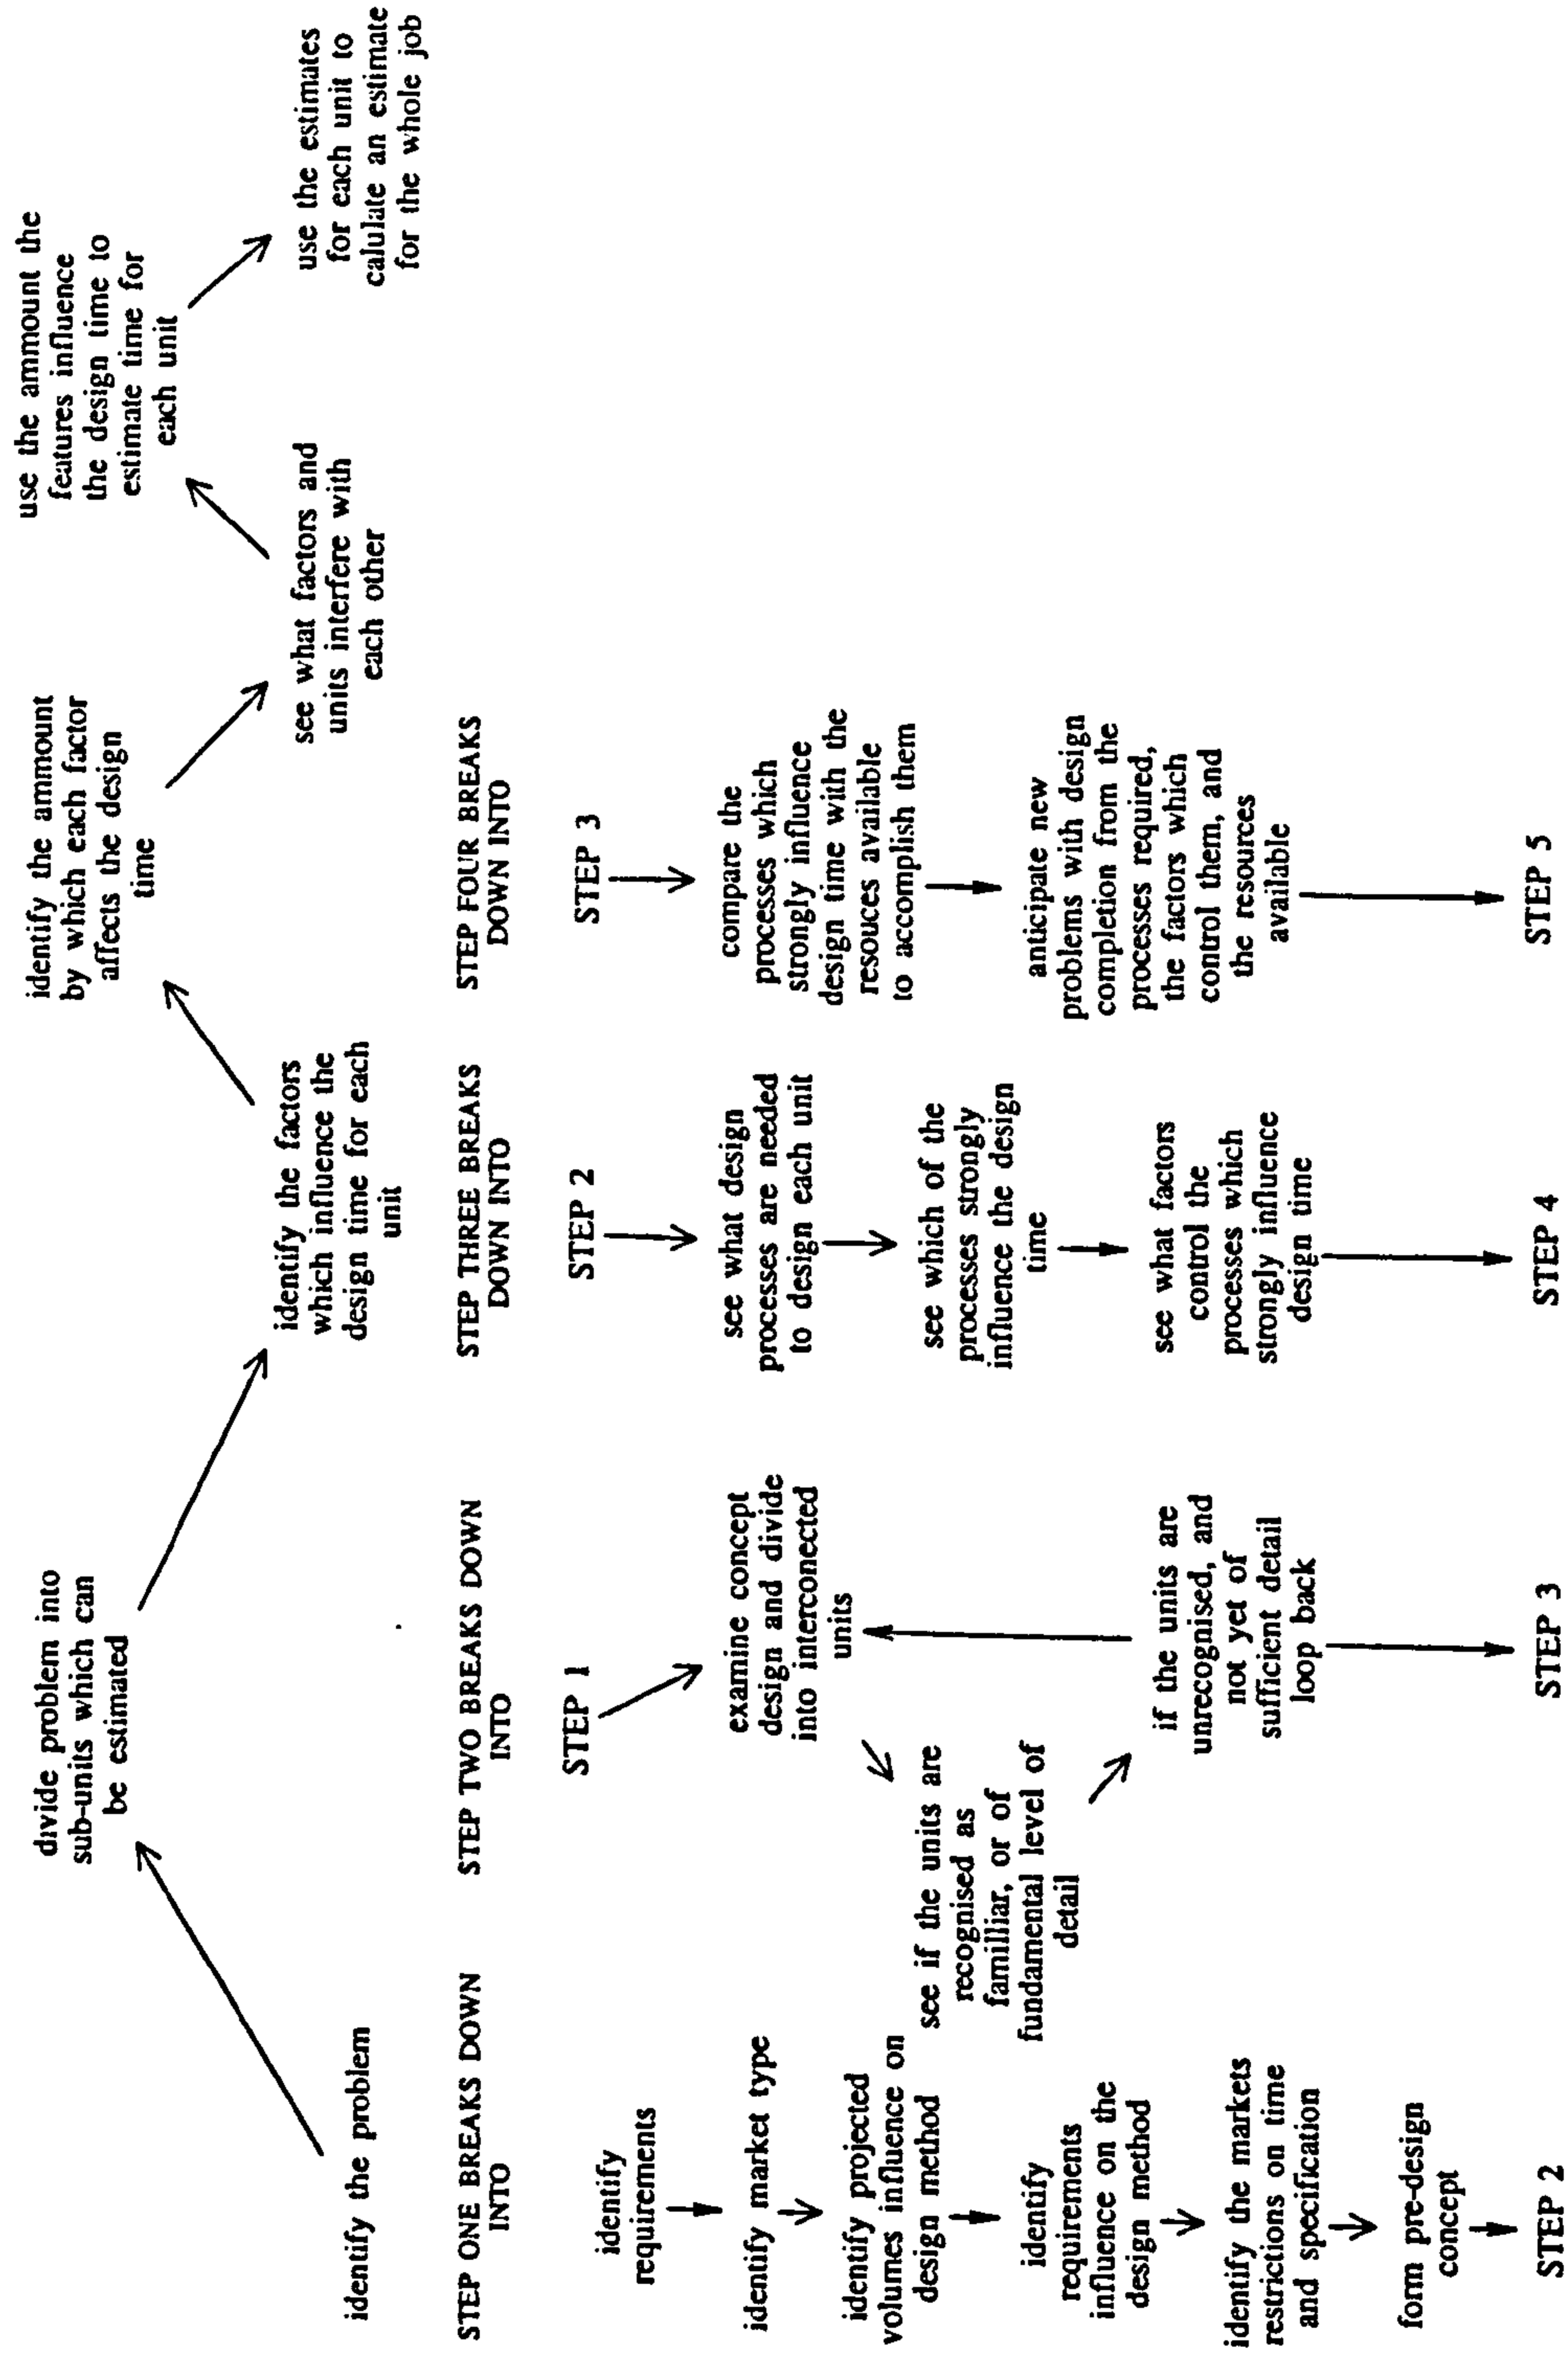 identify the problem
divide problem into
sub-units which can
be estimated
identify the factors
which influence the
design time for each
unit
identify the ammount
by which each factor
affects the design
time
see what factors and
units interfere with
each other
use the ammount the
features influence
the design time to
estimate time for
each unit
use the estimates
for each unit to
calulate an estimate
for the whole job
STEP ONE BREAKS DOWN
INTO
identify
requirements
identify market type
identify projected
volumes influence on
design method
identify
requirements
influence on the
design method
identify the markets
restrictions on time
and specification
form pre-design
concept
STEP 2
STEP TWO BREAKS DOWN
INTO
STEP 1
examine concept
design and divide
into interconected
units
see if the units are
recognised as
familliar, or of
fundamental level of
detail
if the units are
unrecognised, and
not yet of
sufficient detail
loop back
STEP 3
STEP THREE BREAKS
DOWN INTO
STEP 2
see what design
processes are needed
to design each unit
see which of the
processes strongly
influence the design
time
see what factors
control the
processes which
strongly influence
design time
STEP 4
STEP FOUR BREAKS
DOWN INTO
STEP 3
compare the
processes which
strongly influence
design time with the
resouces available
to accomplish them
anticipate new
problems with design
completion from the
processes required,
the factors which
control them, and
the resources
available
STEP 5